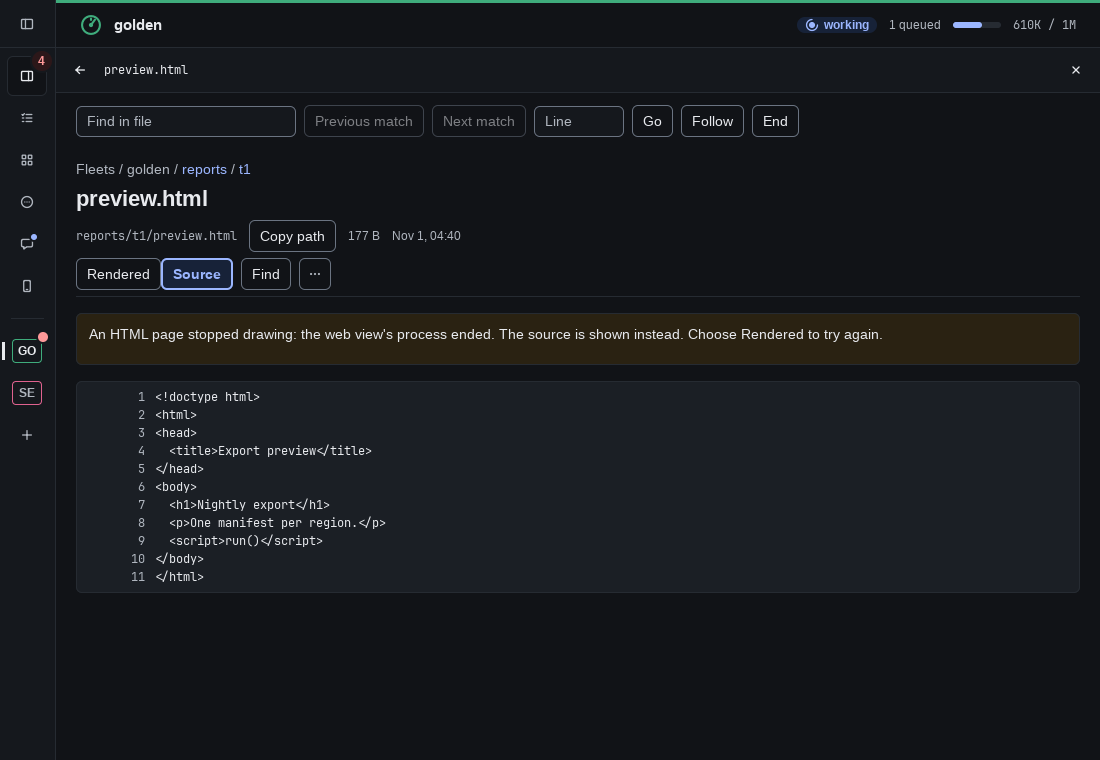 golden
working
1 queued
610K / 1M
4
preview.html
Find in file
Previous match
Next match
Line
Go
Follow
End
Fleets / golden / reports / t1
preview.html
reports/t1/preview.html
Copy path
177 B
Nov 1, 04:40
Rendered
Source
Find
···
An HTML page stopped drawing: the web view's process ended. The source is shown instead. Choose Rendered to try again.
1 <!doctype html>
2 <html>
3 <head>
4   <title>Export preview</title>
5 </head>
6 <body>
7   <h1>Nightly export</h1>
8   <p>One manifest per region.</p>
9   <script>run()</script>
10 </body>
11 </html>
GO
SE